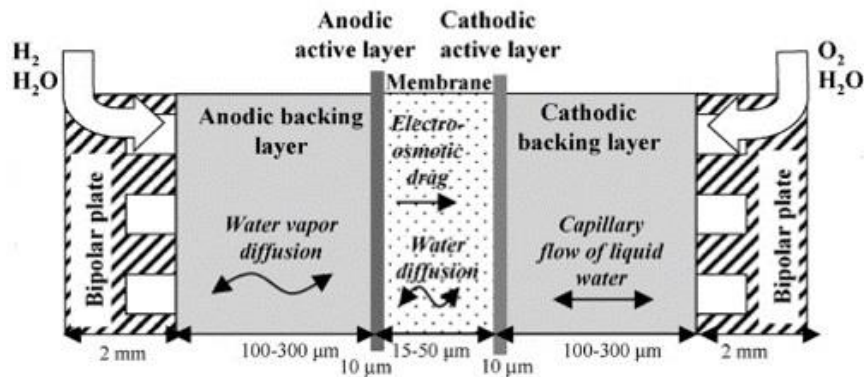 Anodic
active layer
Cathodic
active layer
H2
H2O
O2
H2O
Membrane
Anodic backing
layer
Electro-
osmotic
drag
Cathodic
backing layer
Bipolar plate
Water vapor
diffusion
Water
diffusion
Capillary
flow of liquid
water
Bipolar plate
2 mm
100-300 µm
10 µm
15-50 µm
10 µm
100-300 µm
2 mm